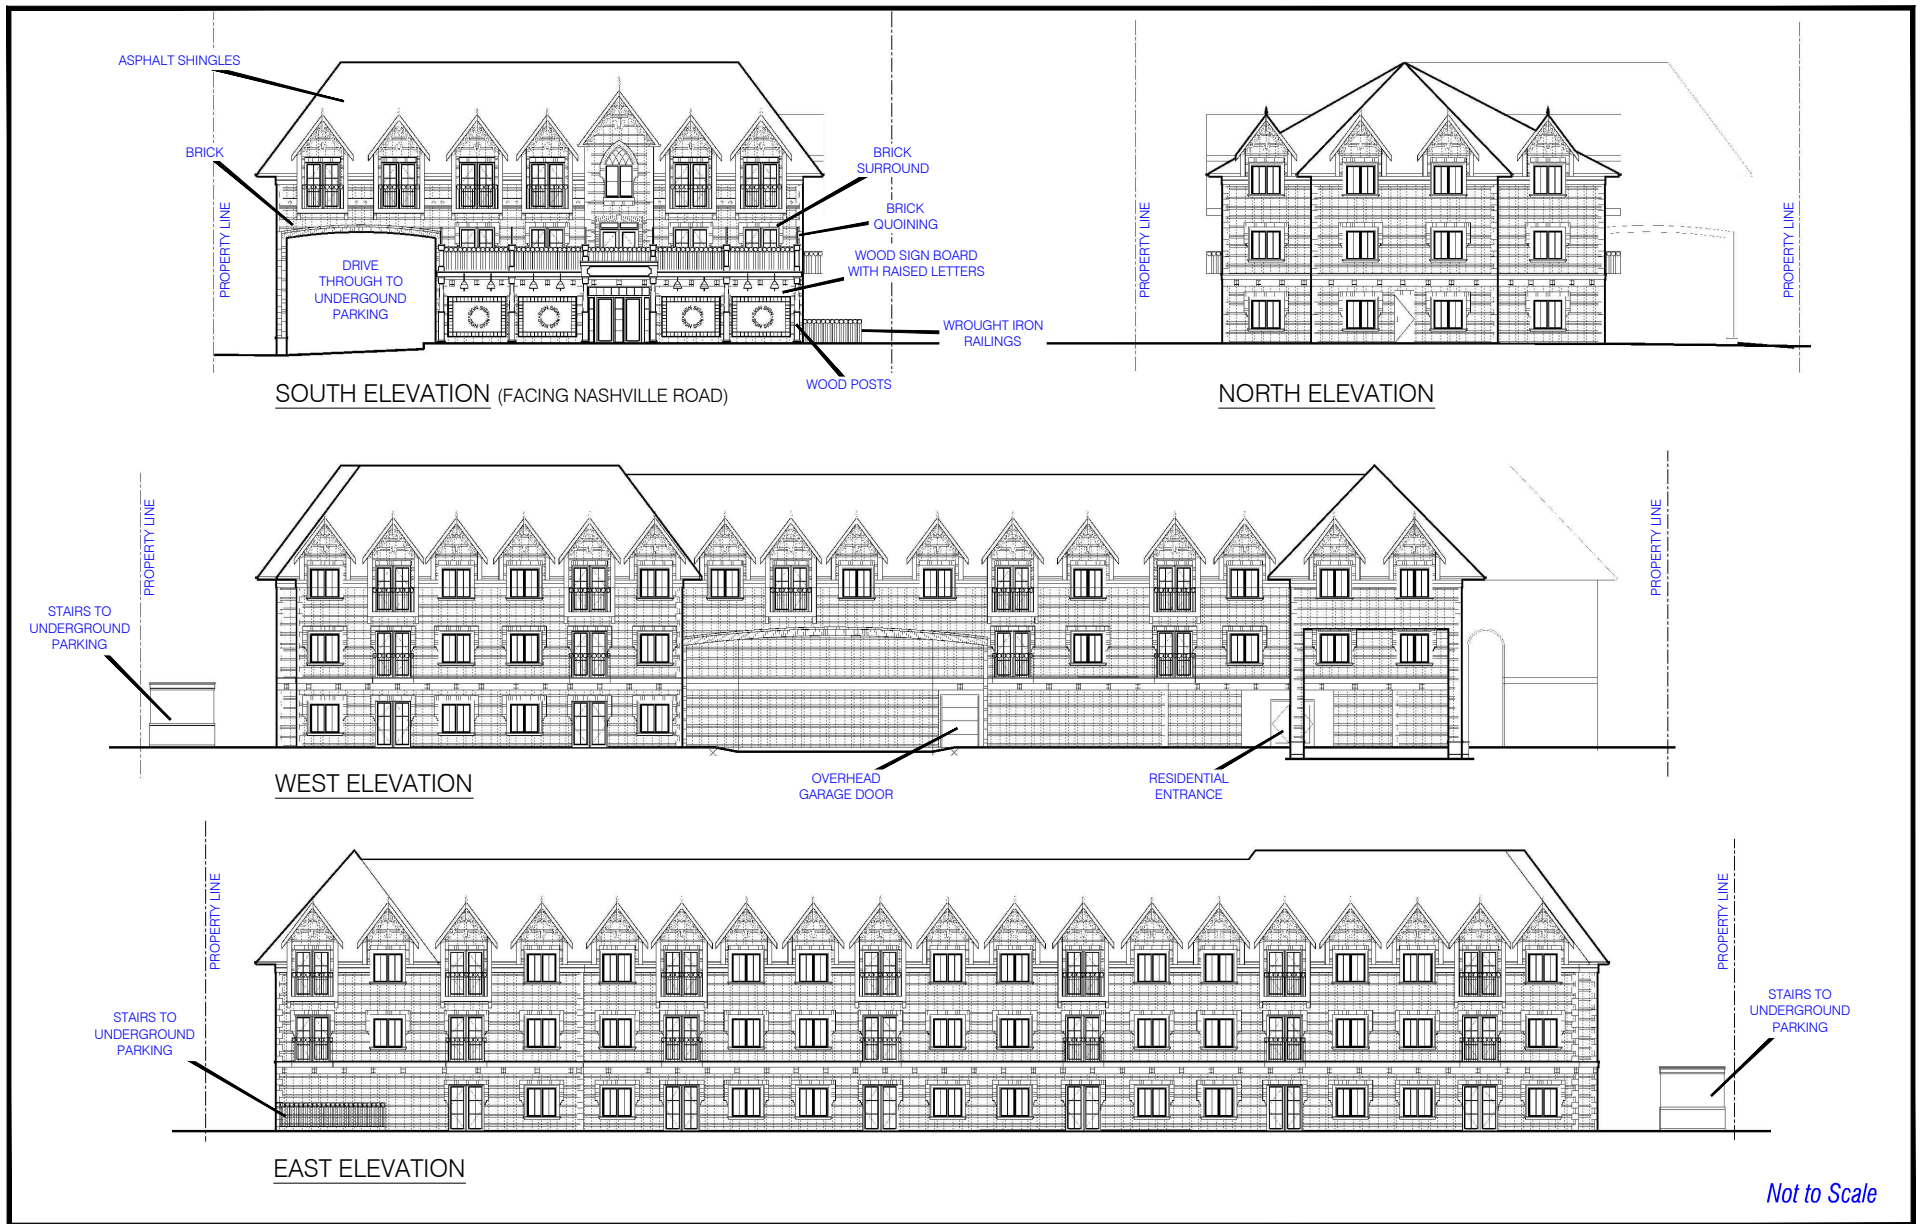 ASPHALT SHINGLES
BRICK
PROPERTY LINE
DRIVE
THROUGH TO
UNDERGOUND
PARKING
BRICK
SURROUND
BRICK
QUOINING
WOOD SIGN BOARD
WITH RAISED LETTERS
WROUGHT IRON
RAILINGS
WOOD POSTS
SOUTH ELEVATION (FACING NASHVILLE ROAD)
PROPERTY LINE
PROPERTY LINE
NORTH ELEVATION
PROPERTY LINE
STAIRS TO
UNDERGROUND
PARKING
PROPERTY LINE
OVERHEAD
GARAGE DOOR
RESIDENTIAL
ENTRANCE
WEST ELEVATION
PROPERTY LINE
STAIRS TO
UNDERGROUND
PARKING
PROPERTY LINE
STAIRS TO
UNDERGROUND
PARKING
EAST ELEVATION
Not to Scale